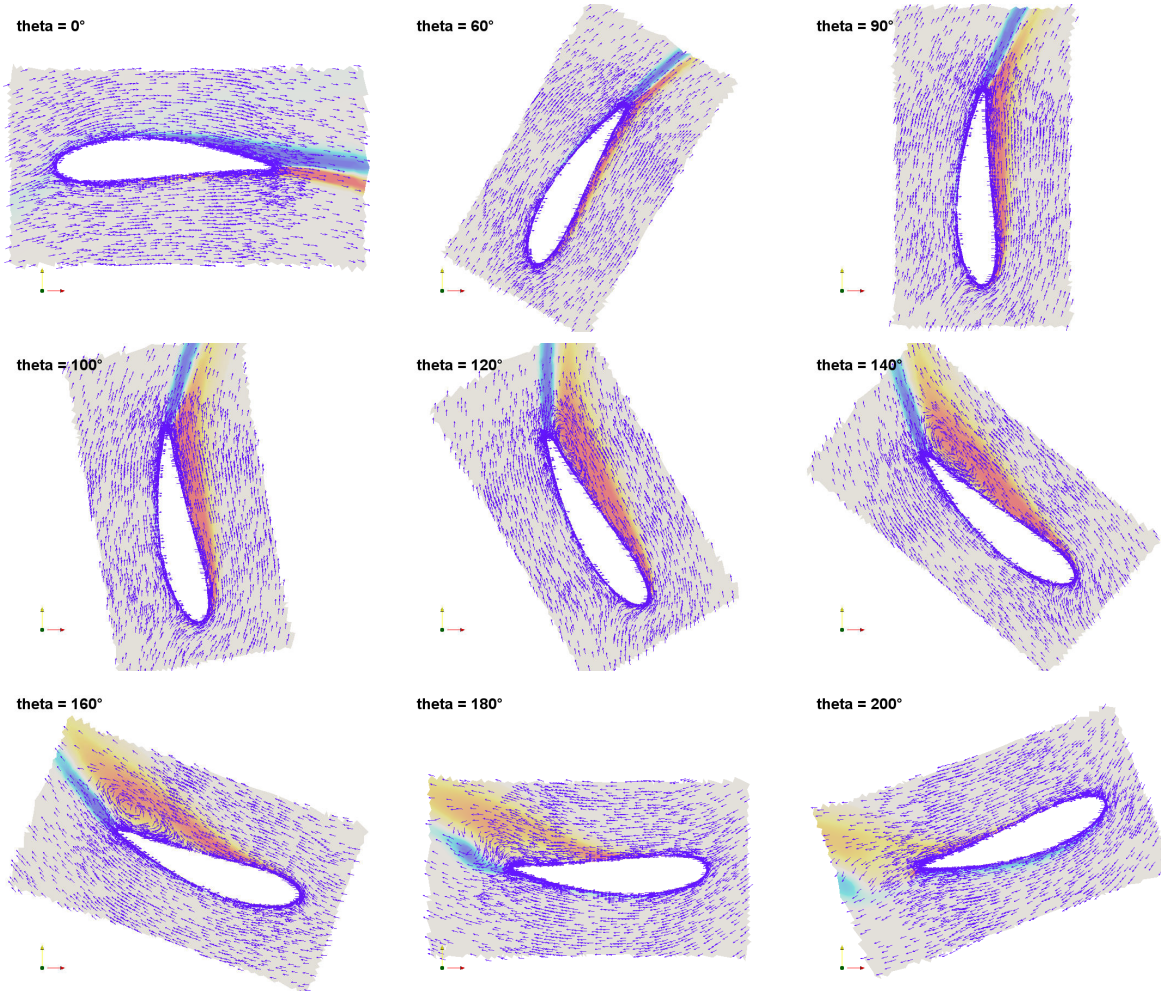 theta = 0°
theta = 60°
theta = 90°
theta = 100°
theta = 120°
theta = 140°
theta = 160°
theta = 180°
theta = 200°